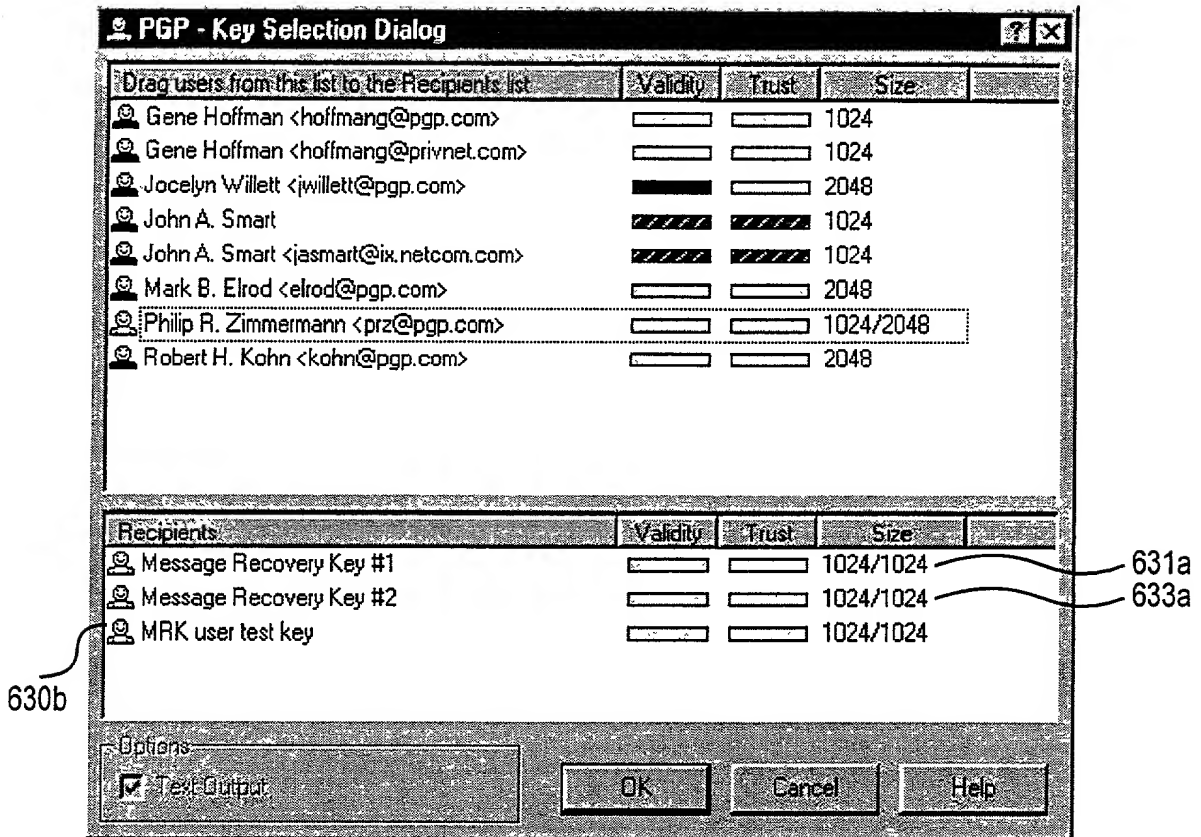 PGP - Key Selection Dialog
Drag users from this list to the Recipients list Validity Trust Size
Gene Hoffman <hoffmang@pgp.com> 1024
Gene Hoffman <hoffmang@privnet.com> 1024
Jocelyn Willett <jwillett@pgp.com> 2048
John A. Smart 1024
John A. Smart <jasmart@ix.netcom.com> 1024
Mark B. Elrod <elrod@pgp.com> 2048
Philip R. Zimmermann <prz@pgp.com> 1024/2048
Robert H. Kohn <kohn@pgp.com> 2048
Recipients Validity Trust Size
Message Recovery Key #1 1024/1024 631a
Message Recovery Key #2 1024/1024 633a
MRK user test key 1024/1024
630b
Options
Text Output
OK Cancel Help